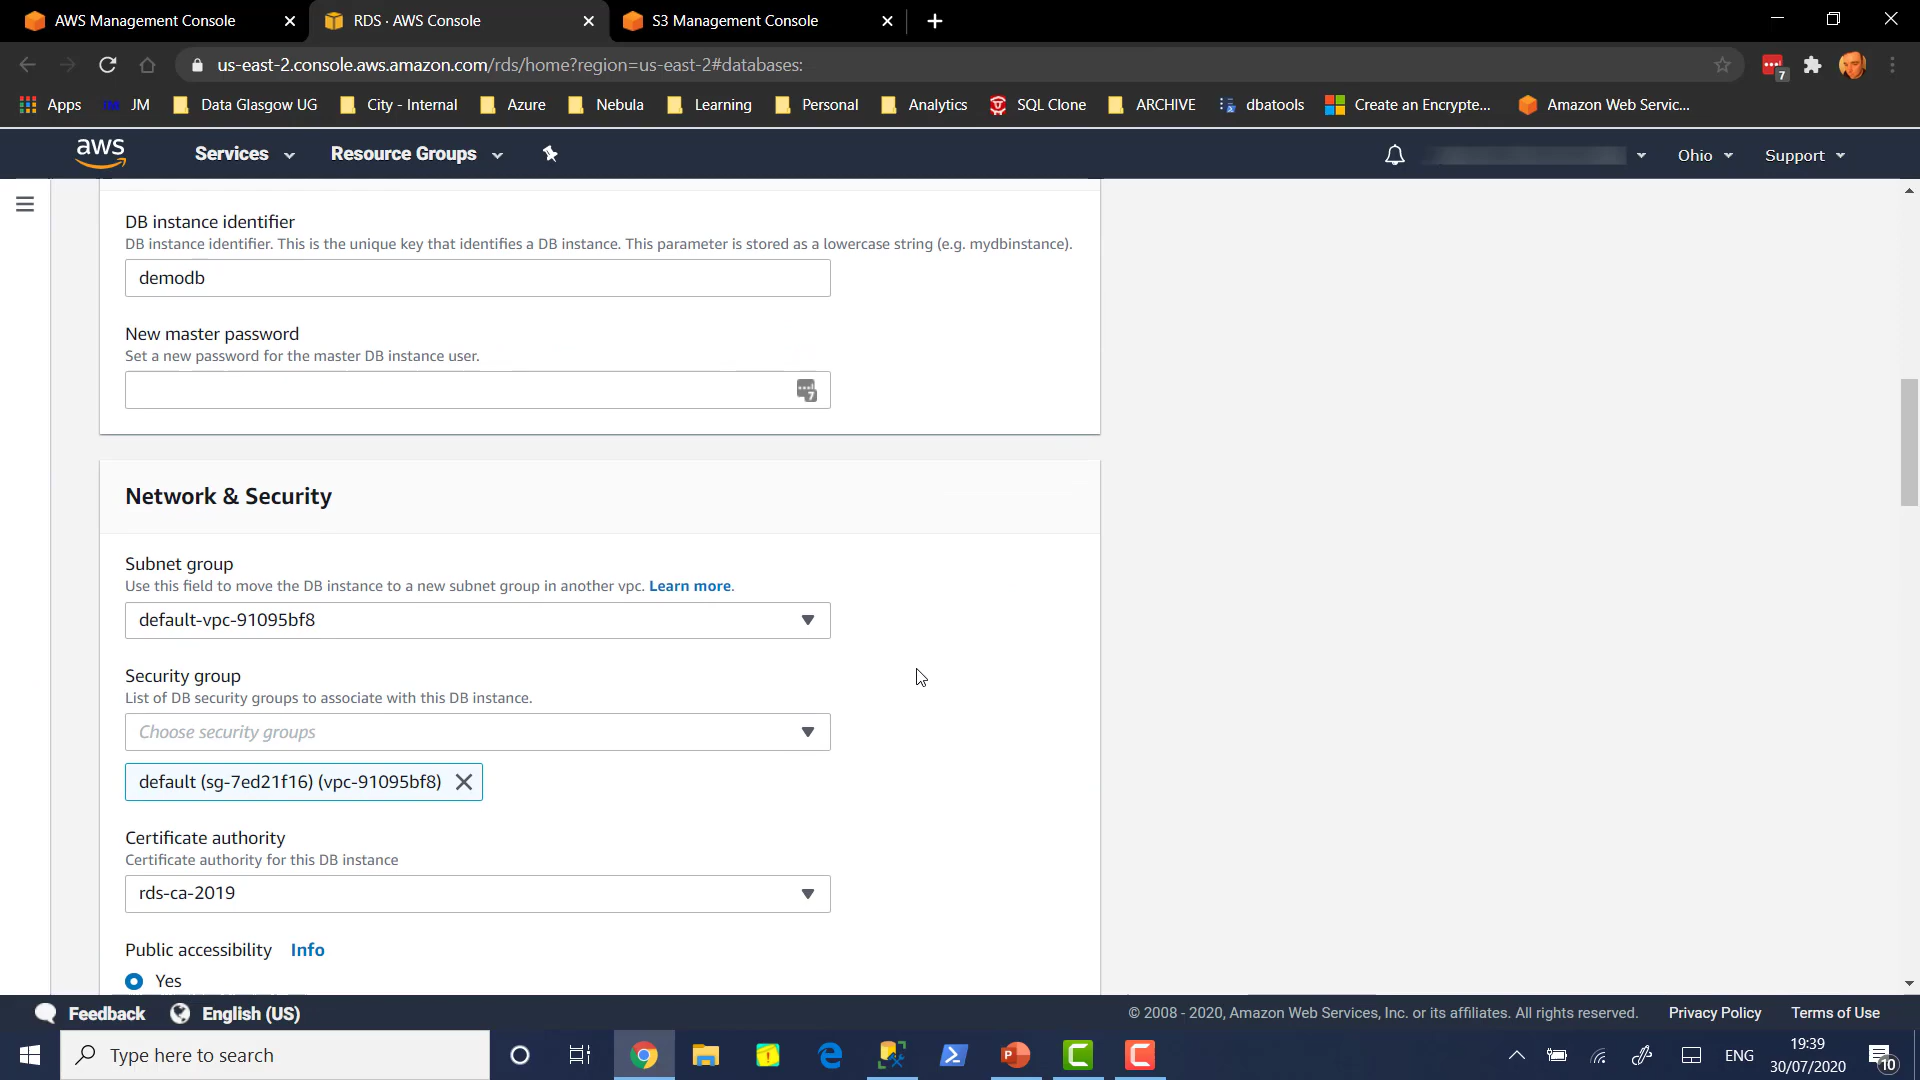 AWS Management Console
RDS · AWS Console
S3 Management Console
us-east-2.console.aws.amazon.com/rds/home?region=us-east-2#databases:
7
Apps
JM
Data Glasgow UG
City - Internal
Azure
Nebula
Learning
Personal
Analytics
SQL Clone
ARCHIVE
dbatools
Create an Encrypte...
Amazon Web Servic...
aws
Services
Resource Groups
Ohio
Support
DB instance identifier
DB instance identifier. This is the unique key that identifies a DB instance. This parameter is stored as a lowercase string (e.g. mydbinstance).
demodb
New master password
Set a new password for the master DB instance user.
7
Network & Security
Subnet group
Use this field to move the DB instance to a new subnet group in another vpc. Learn more.
default-vpc-91095bf8
Security group
List of DB security groups to associate with this DB instance.
Choose security groups
default (sg-7ed21f16) (vpc-91095bf8)
Certificate authority
Certificate authority for this DB instance
rds-ca-2019
Public accessibility Info
Yes
Feedback
English (US)
© 2008 - 2020, Amazon Web Services, Inc. or its affiliates. All rights reserved.
Privacy Policy
Terms of Use
Type here to search
ENG
19:39
30/07/2020
10